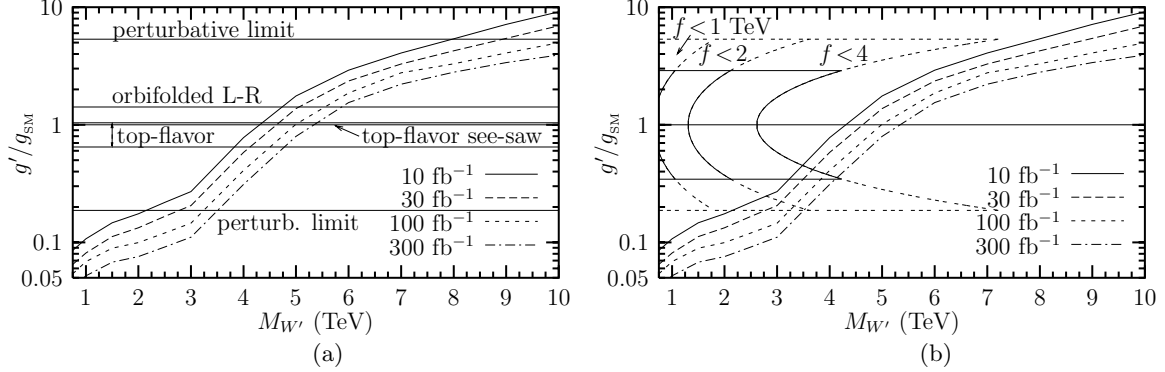 10
perturbative limit
orbifolded L-R
1
top-flavor
top-flavor see-saw
g′/g_SM
10 fb⁻¹
30 fb⁻¹
100 fb⁻¹
300 fb⁻¹
perturb. limit
0.1
0.05
1 2 3 4 5 6 7 8 9 10
M_W′ (TeV)
(a)
10
f < 1 TeV
f < 2
f < 4
1
g′/g_SM
10 fb⁻¹
30 fb⁻¹
100 fb⁻¹
300 fb⁻¹
0.1
0.05
1 2 3 4 5 6 7 8 9 10
M_W′ (TeV)
(b)